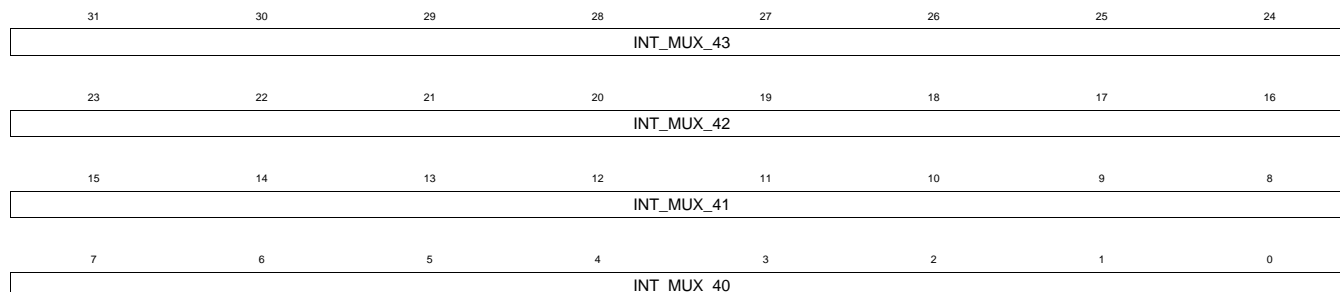 31 30 29 28 27 26 25 24
INT_MUX_43
23 22 21 20 19 18 17 16
INT_MUX_42
15 14 13 12 11 10 9 8
INT_MUX_41
7 6 5 4 3 2 1 0
INT_MUX_40